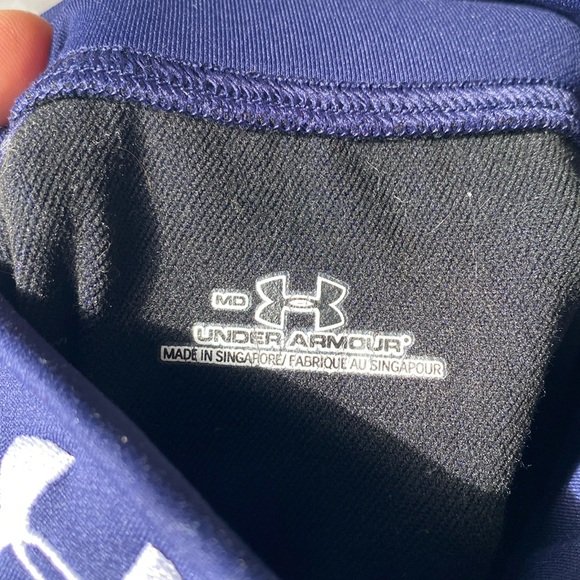 MD
UNDER ARMOUR®
MADE IN SINGAPORE/ FABRIQUE AU SINGAPOUR